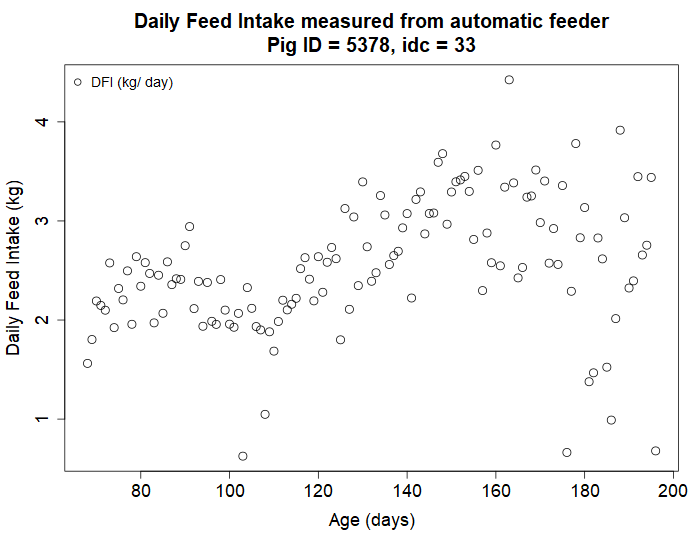 Daily Feed Intake measured from automatic feeder
Pig ID = 5378, idc = 33
DFI (kg/ day)
Daily Feed Intake (kg)
4
3
2
1
80 100 120 140 160 180 200
Age (days)